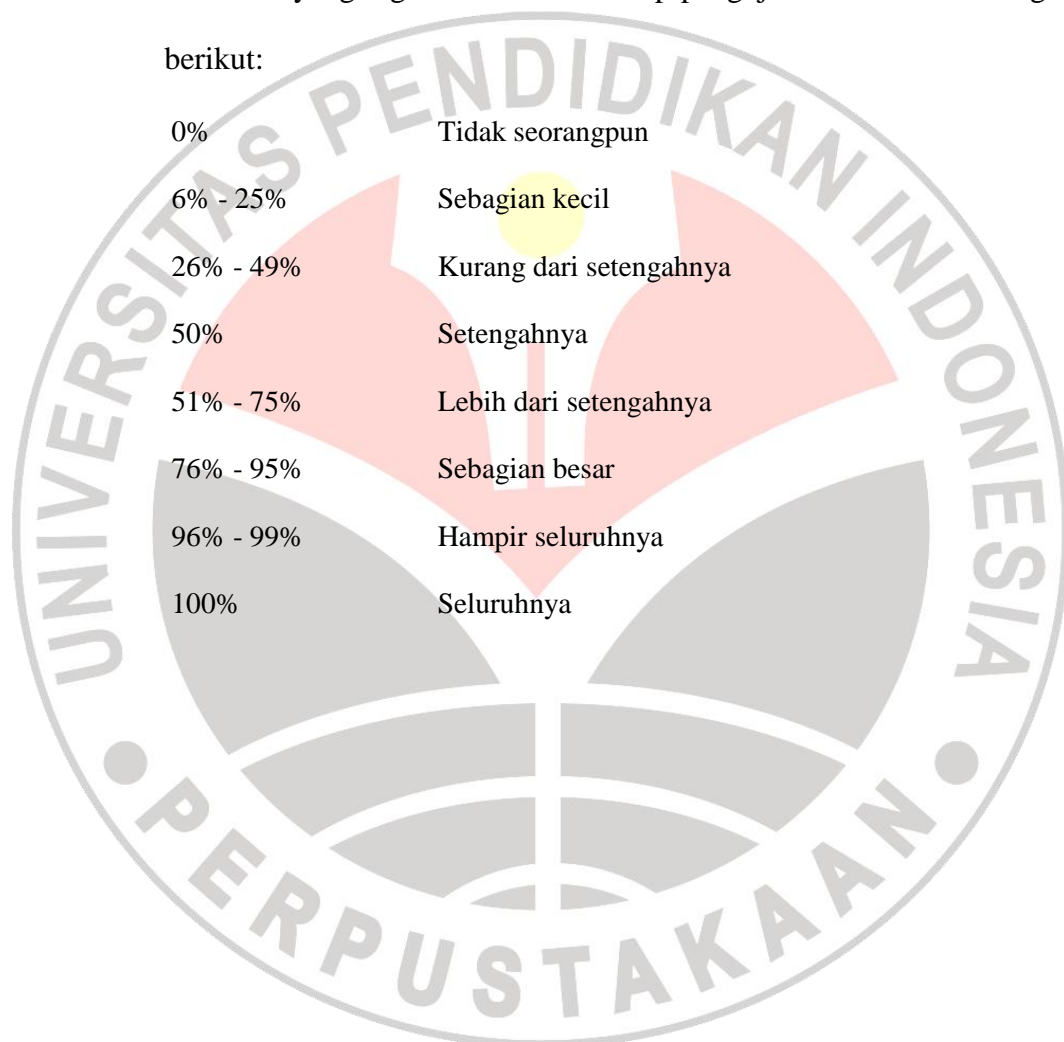 berikut:
0% Tidak seorangpun
6% - 25% Sebagian kecil
26% - 49% Kurang dari setengahnya
50% Setengahnya
51% - 75% Lebih dari setengahnya
76% - 95% Sebagian besar
96% - 99% Hampir seluruhnya
100% Seluruhnya
UNIVERSITAS PENDIDIKAN INDONESIA
PERPUSTAKAAN